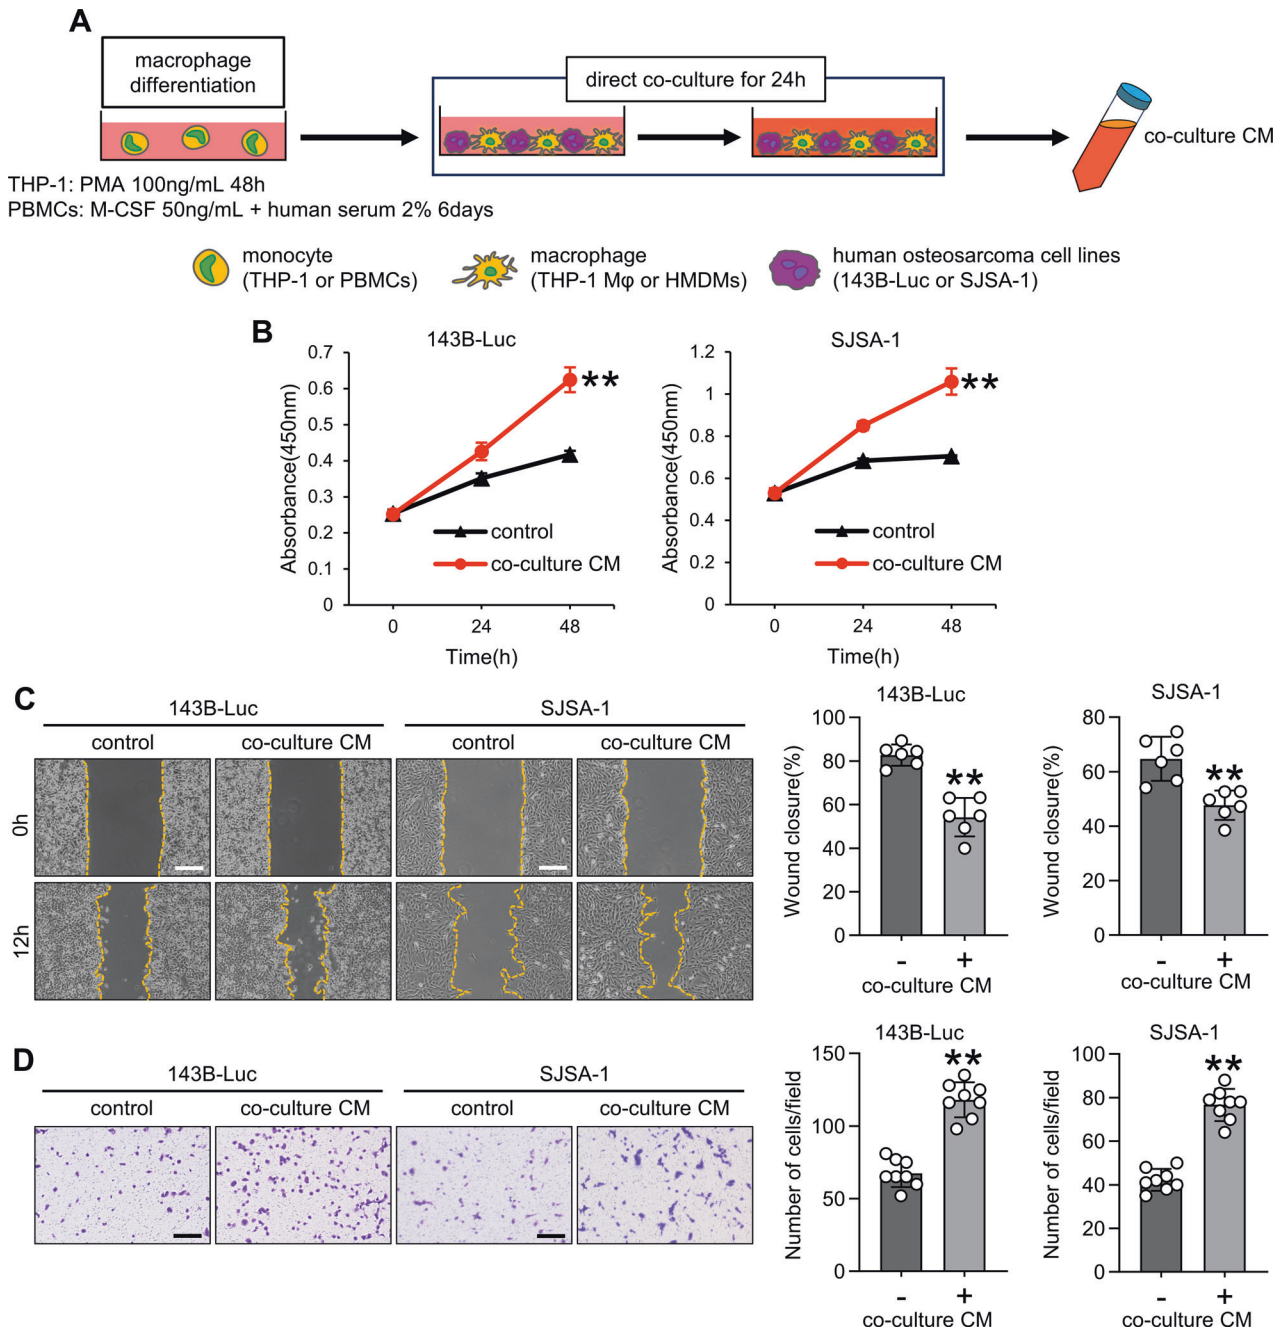 A
macrophage
differentiation
direct co-culture for 24h
co-culture CM
THP-1: PMA 100ng/mL 48h
PBMCs: M-CSF 50ng/mL + human serum 2% 6days
monocyte
(THP-1 or PBMCs)
macrophage
(THP-1 Mφ or HMDMs)
human osteosarcoma cell lines
(143B-Luc or SJSA-1)
B
143B-Luc
Absorbance(450nm)
0.7
0.6
0.5
0.4
0.3
0.2
0.1
0
**
control
co-culture CM
0 24 48
Time(h)
SJSA-1
Absorbance(450nm)
1.2
1
0.8
0.6
0.4
0.2
0
**
control
co-culture CM
0 24 48
Time(h)
C
143B-Luc SJSA-1
control co-culture CM control co-culture CM
0h
12h
143B-Luc
Wound closure(%)
100
80
60
40
20
0
**
- +
co-culture CM
SJSA-1
Wound closure(%)
80
60
40
20
0
**
- +
co-culture CM
D
143B-Luc SJSA-1
control co-culture CM control co-culture CM
143B-Luc
Number of cells/field
150
100
50
0
**
- +
co-culture CM
SJSA-1
Number of cells/field
100
80
60
40
20
0
**
- +
co-culture CM